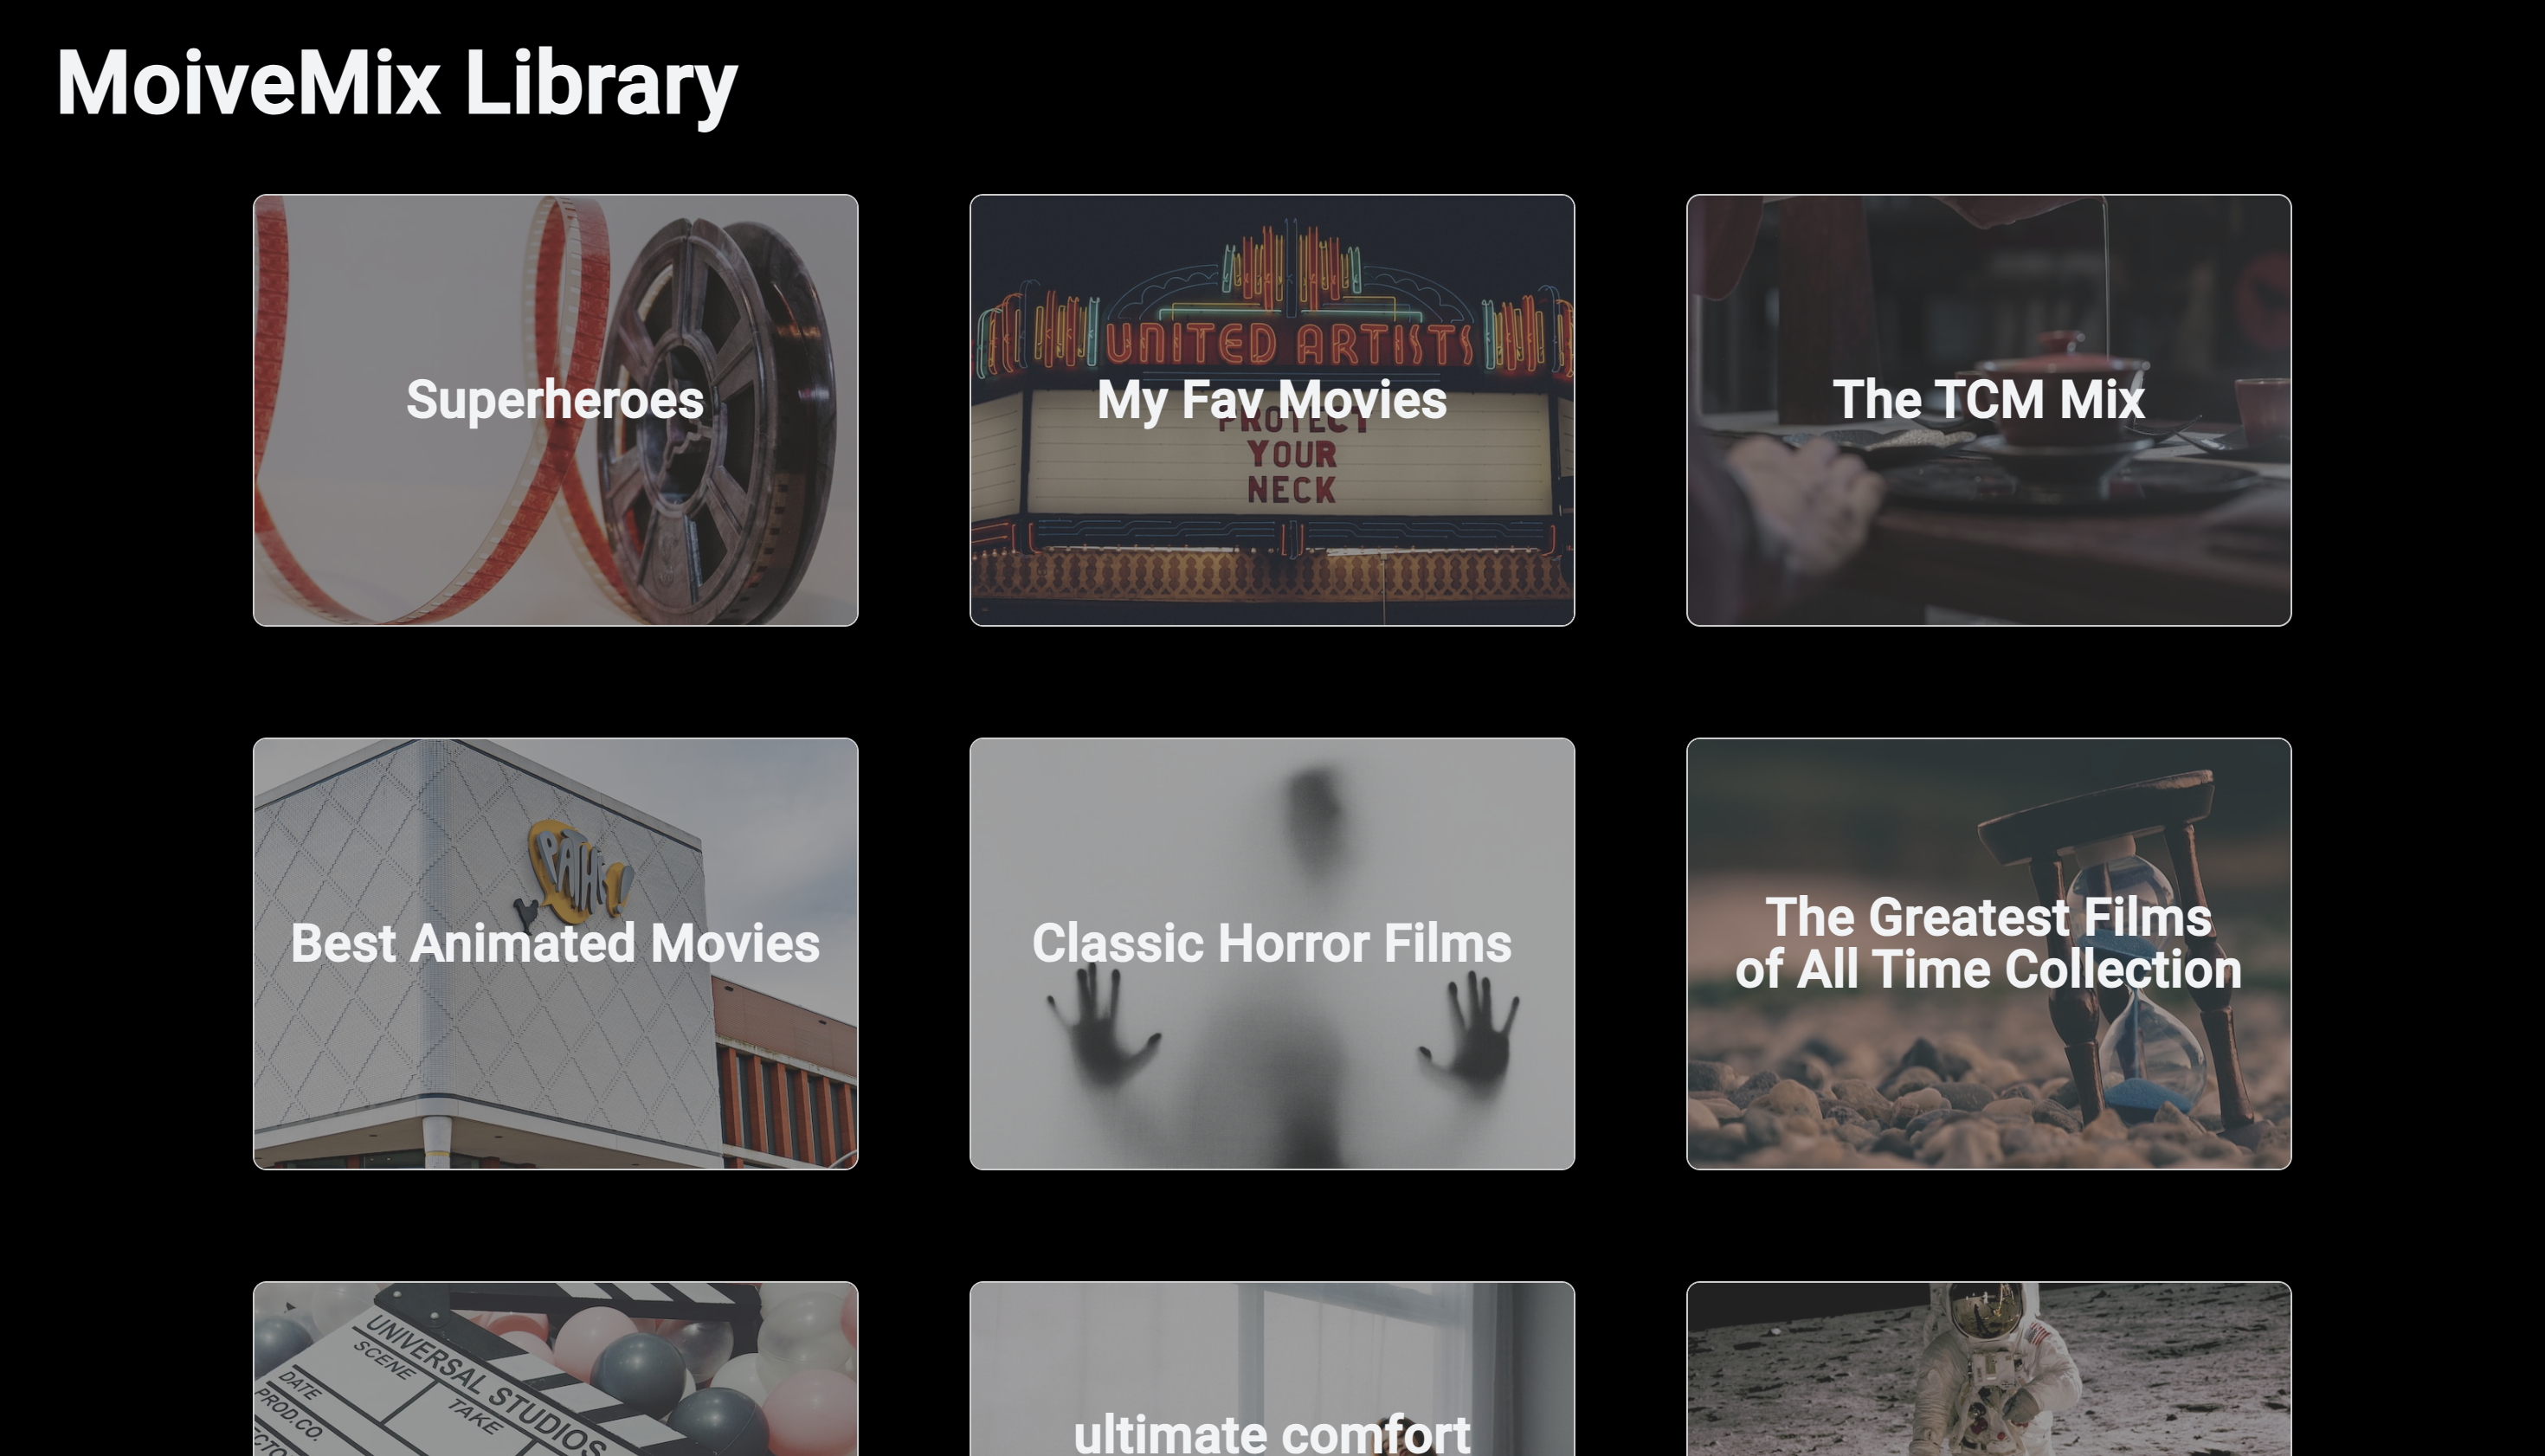 MoiveMix Library
Superheroes
UNITED ARTISTS
My Fav Movies
PROTECT
YOUR
NECK
The TCM Mix
PATHÉ!
Best Animated Movies
Classic Horror Films
The Greatest Films
of All Time Collection
UNIVERSAL STUDIOS
SCENE
TAKE
DATE
PROD.CO.
ultimate comfort